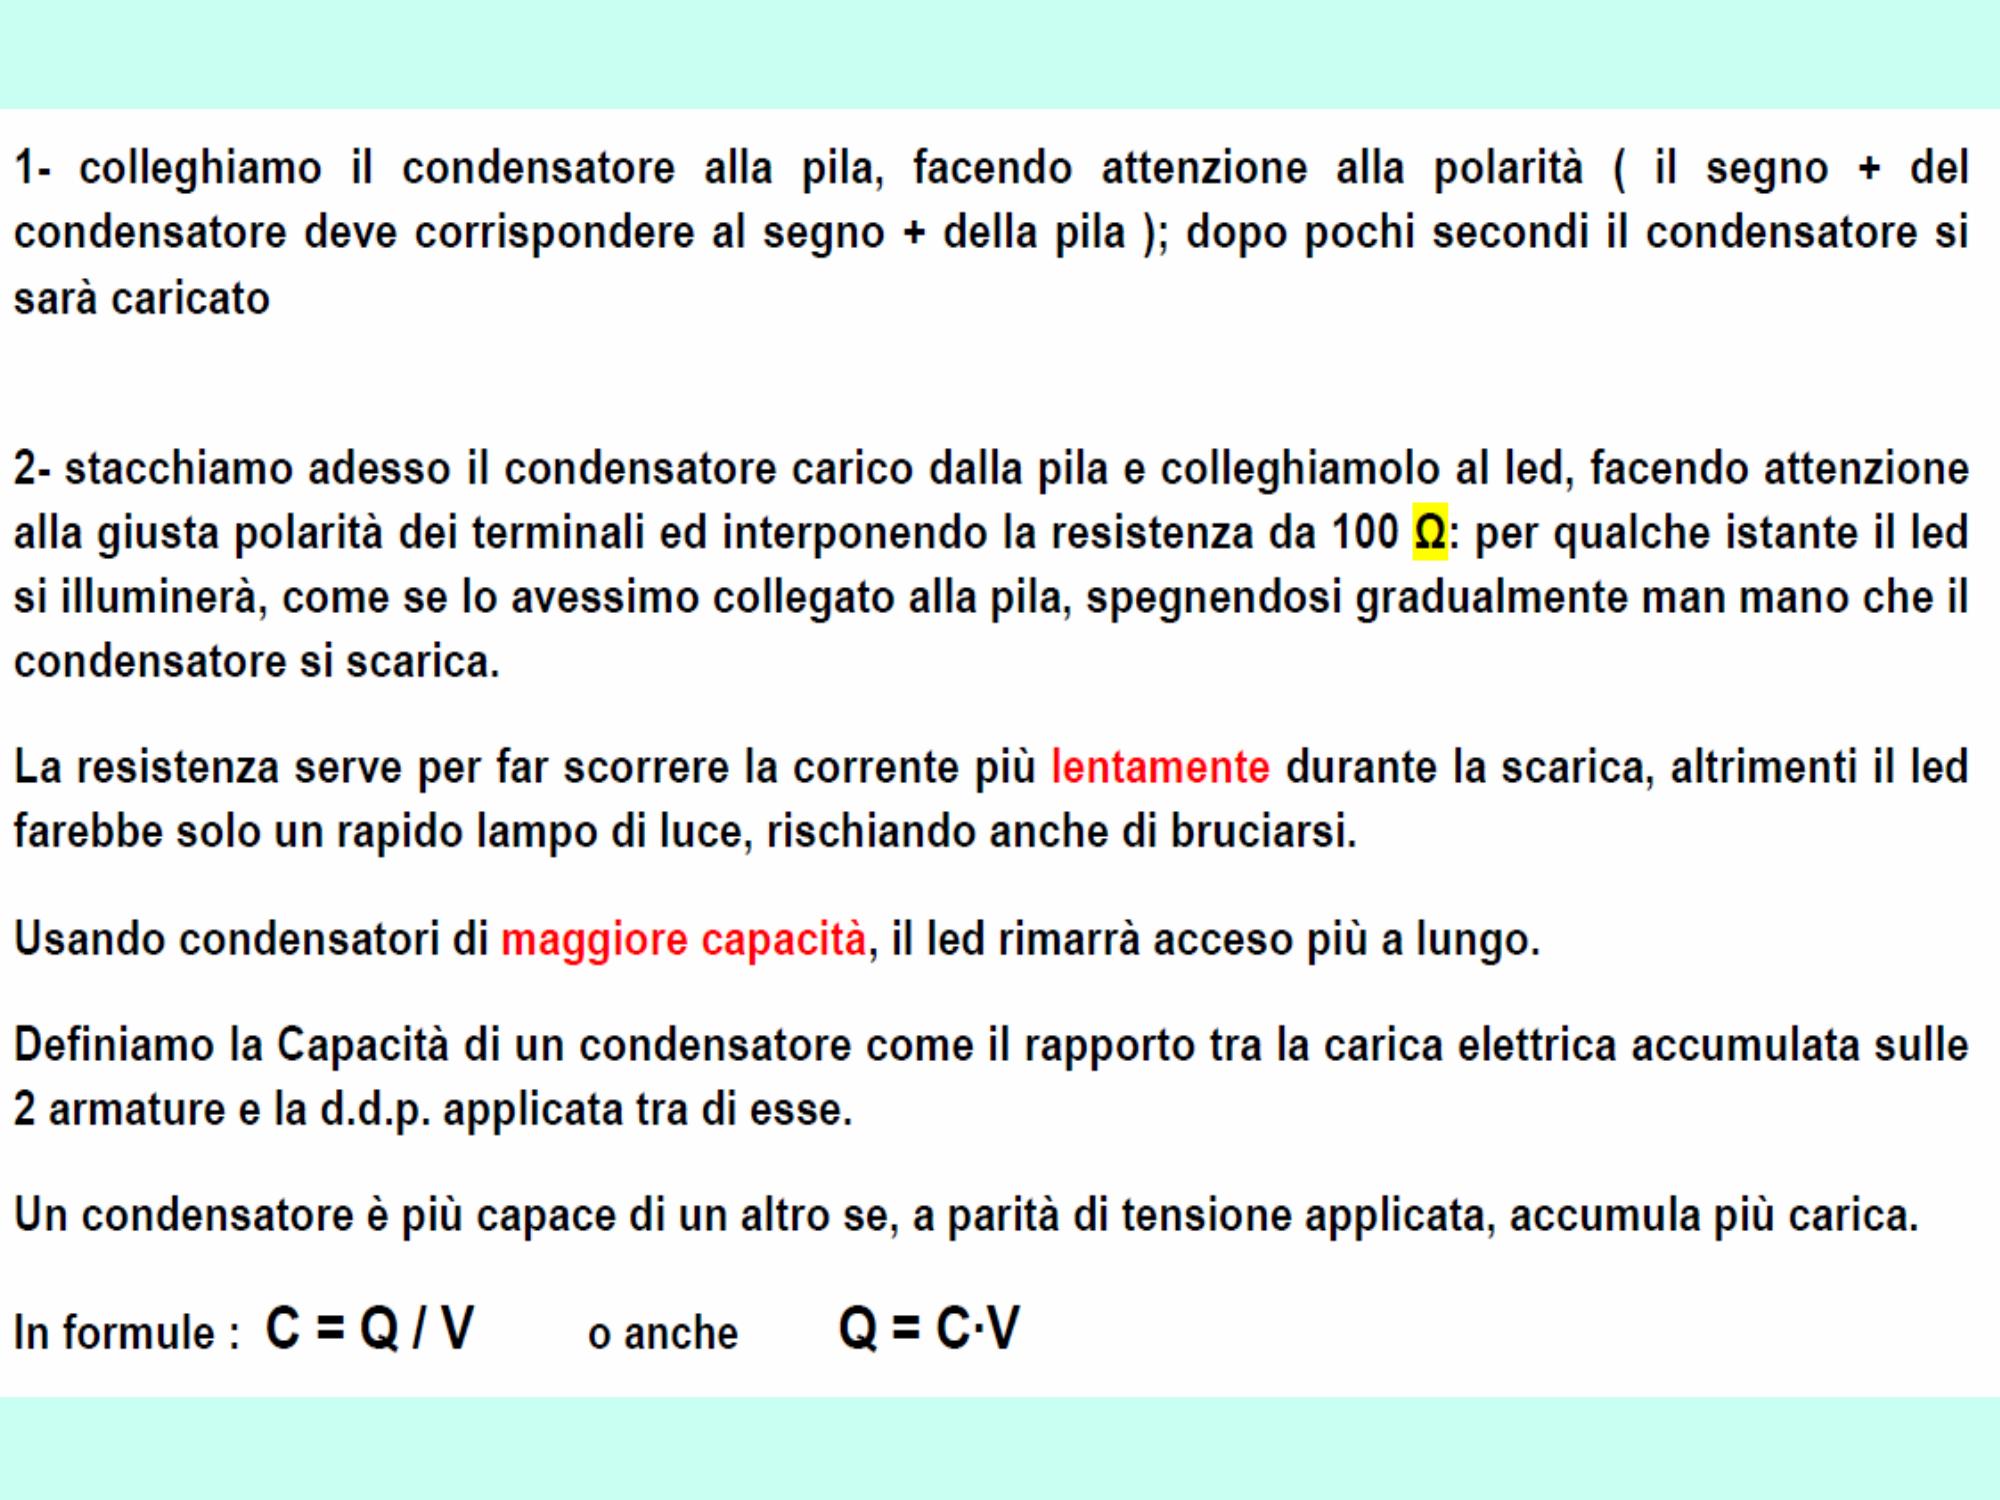 1- colleghiamo il condensatore alla pila, facendo attenzione alla polarità ( il segno + del
condensatore deve corrispondere al segno + della pila ); dopo pochi secondi il condensatore si
sarà caricato
2- stacchiamo adesso il condensatore carico dalla pila e colleghiamolo al led, facendo attenzione
alla giusta polarità dei terminali ed interponendo la resistenza da 100 Ω: per qualche istante il led
si illuminerà, come se lo avessimo collegato alla pila, spegnendosi gradualmente man mano che il
condensatore si scarica.
La resistenza serve per far scorrere la corrente più lentamente durante la scarica, altrimenti il led
farebbe solo un rapido lampo di luce, rischiando anche di bruciarsi.
Usando condensatori di maggiore capacità, il led rimarrà acceso più a lungo.
Definiamo la Capacità di un condensatore come il rapporto tra la carica elettrica accumulata sulle
2 armature e la d.d.p. applicata tra di esse.
Un condensatore è più capace di un altro se, a parità di tensione applicata, accumula più carica.
In formule : C = Q / V o anche Q = C·V